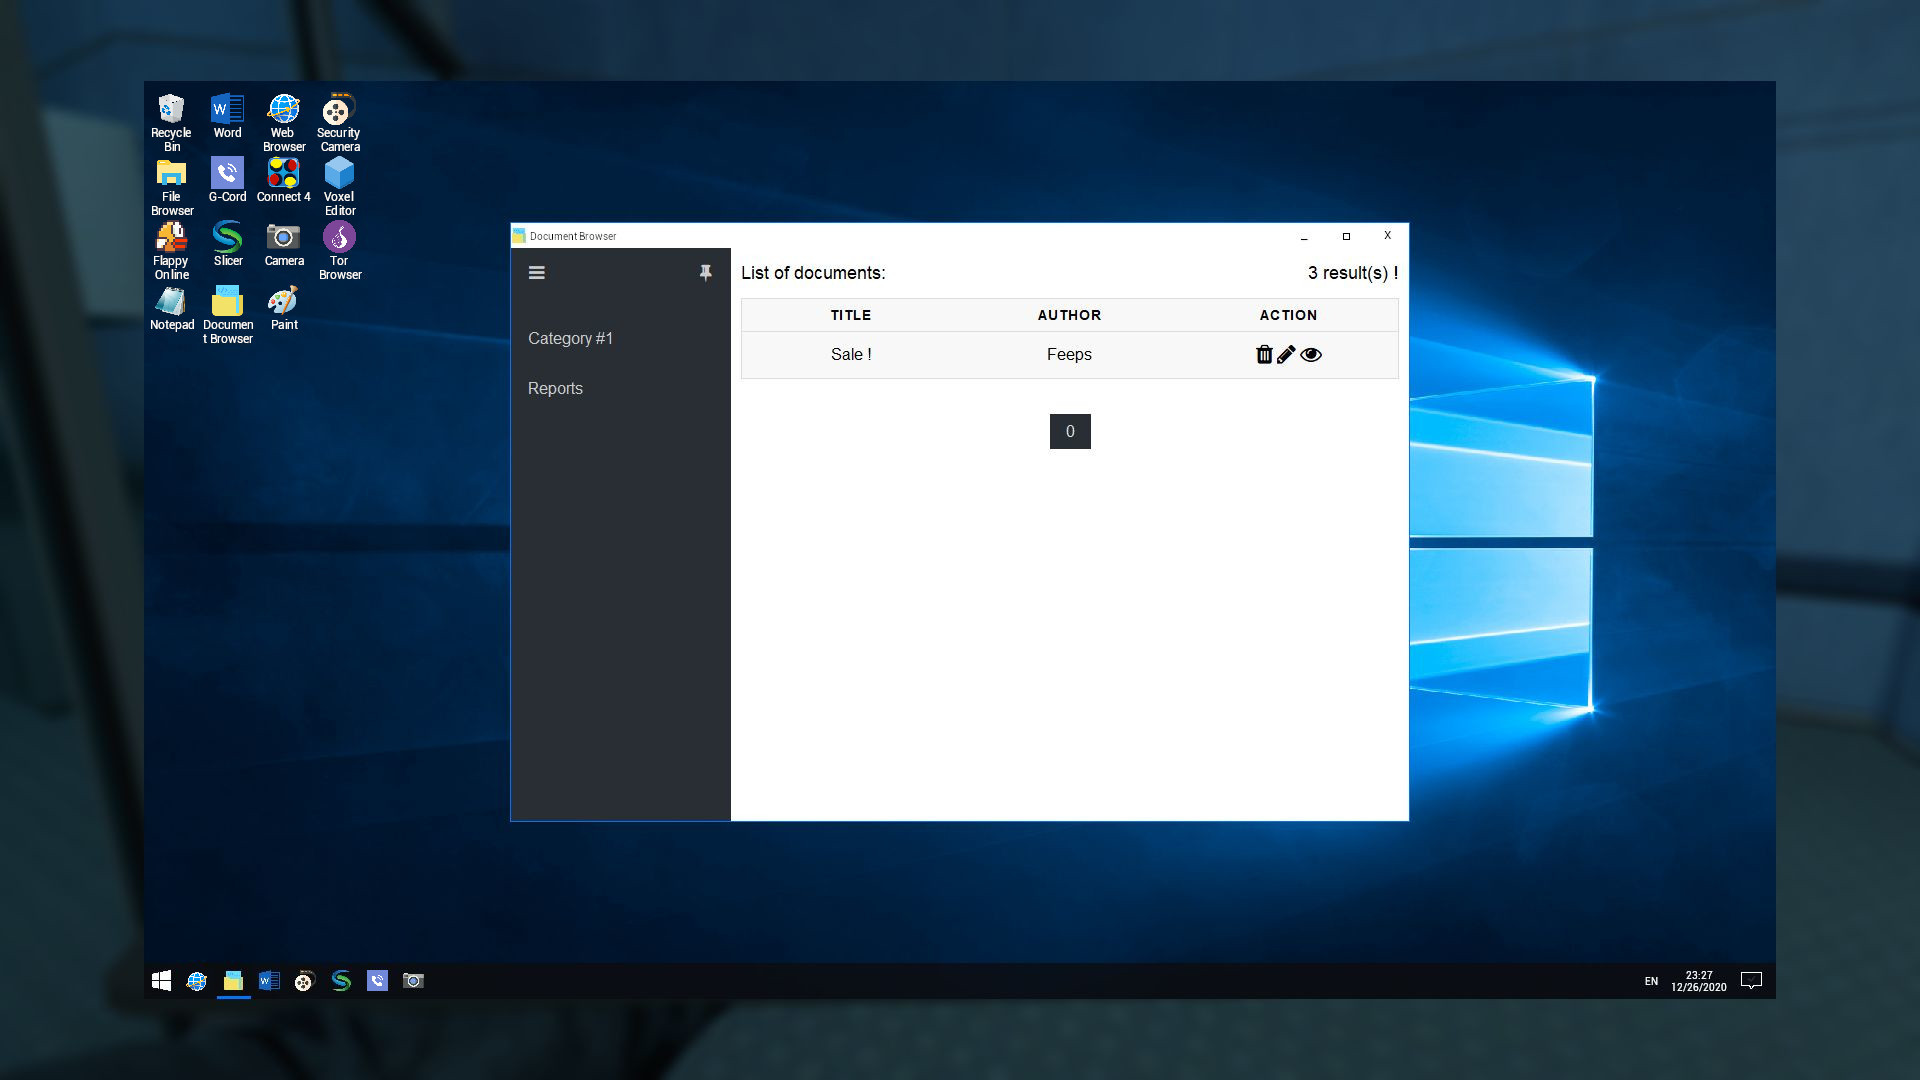 Recycle
Bin
Word
Web
Browser
Security
Camera
File
Browser
G-Cord
Connect 4
Voxel
Editor
Flappy
Online
Slicer
Camera
Tor
Browser
Notepad
Documen
t Browser
Paint
Document Browser
_
X
List of documents:
3 result(s) !
TITLE
AUTHOR
ACTION
Category #1
Sale !
Feeps
Reports
0
EN
23:27
12/26/2020